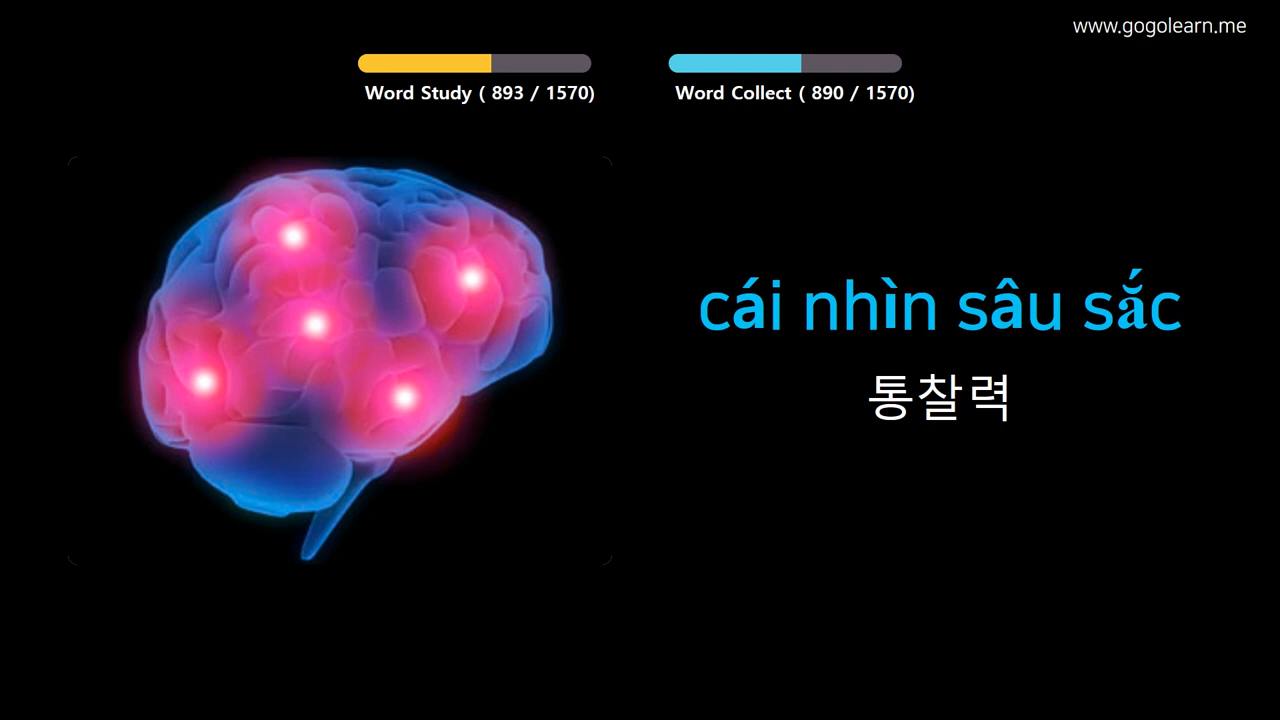 www.gogolearn.me
Word Study ( 893 / 1570)
Word Collect ( 890 / 1570)
cái nhìn sâu sắc
통찰력